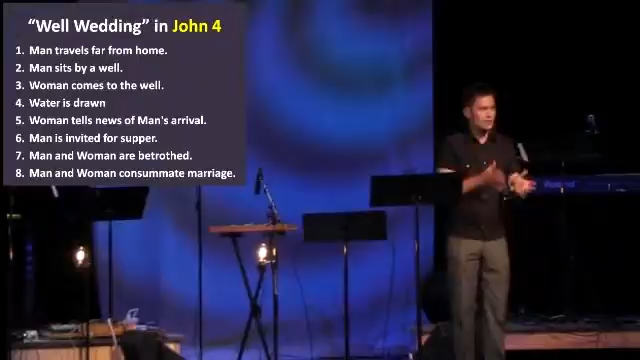 “Well Wedding” in John 4
1. Man travels far from home.
2. Man sits by a well.
3. Woman comes to the well.
4. Water is drawn
5. Woman tells news of Man's arrival.
6. Man is invited for supper.
7. Man and Woman are betrothed.
8. Man and Woman consummate marriage.
Roland